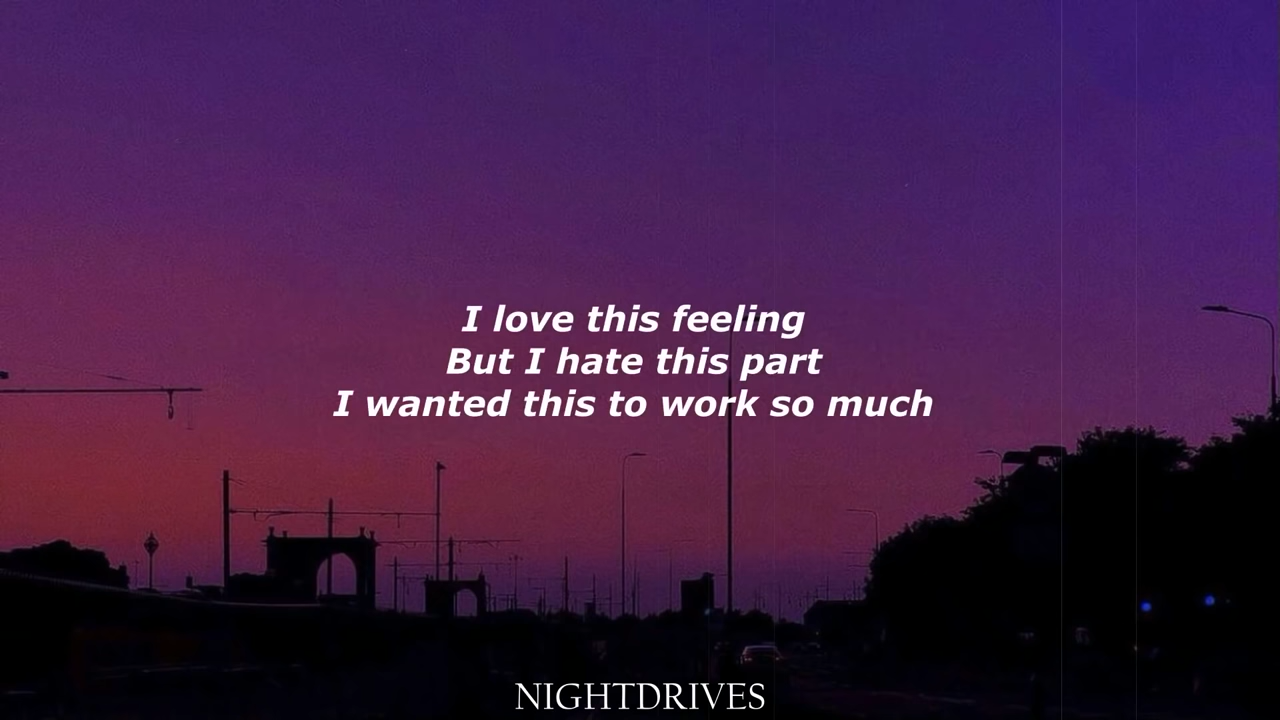 I love this feeling
But I hate this part
I wanted this to work so much
NIGHTDRIVES